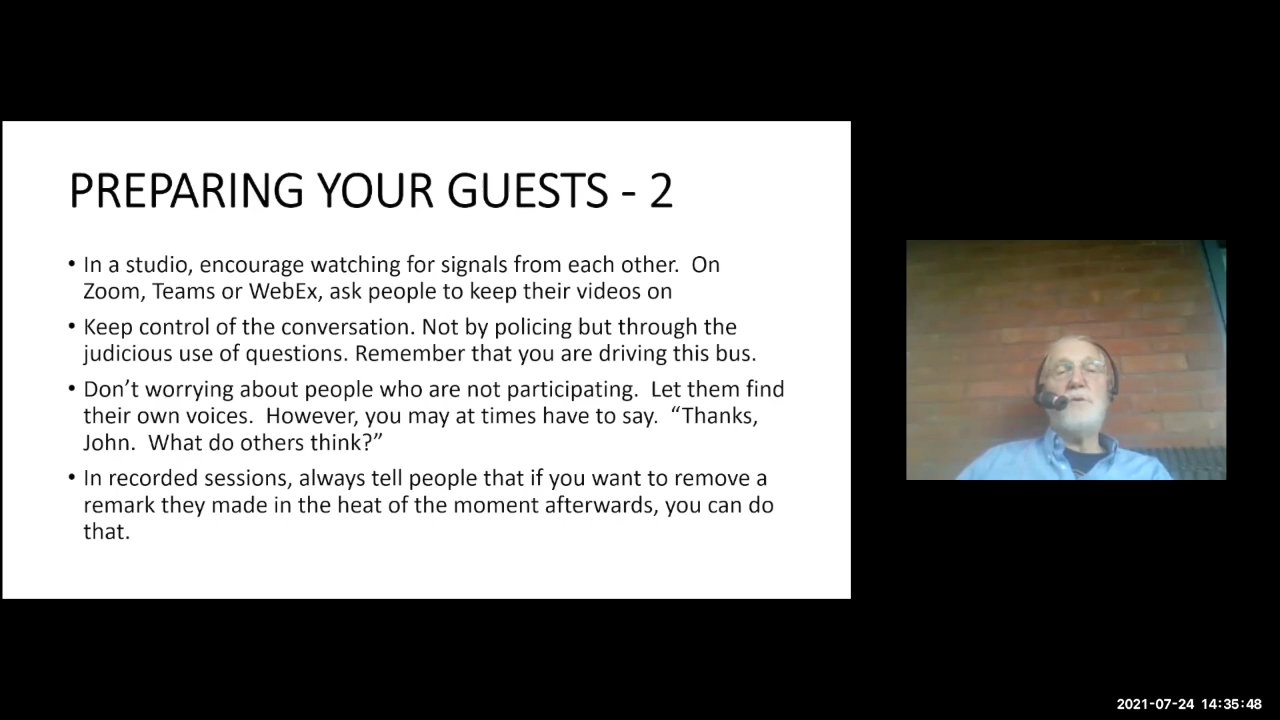 PREPARING YOUR GUESTS - 2
• In a studio, encourage watching for signals from each other.  On
Zoom, Teams or WebEx, ask people to keep their videos on
• Keep control of the conversation. Not by policing but through the
judicious use of questions. Remember that you are driving this bus.
• Don’t worrying about people who are not participating.  Let them find
their own voices.  However, you may at times have to say.  “Thanks,
John.  What do others think?”
• In recorded sessions, always tell people that if you want to remove a
remark they made in the heat of the moment afterwards, you can do
that.
2021-07-24 14:35:48